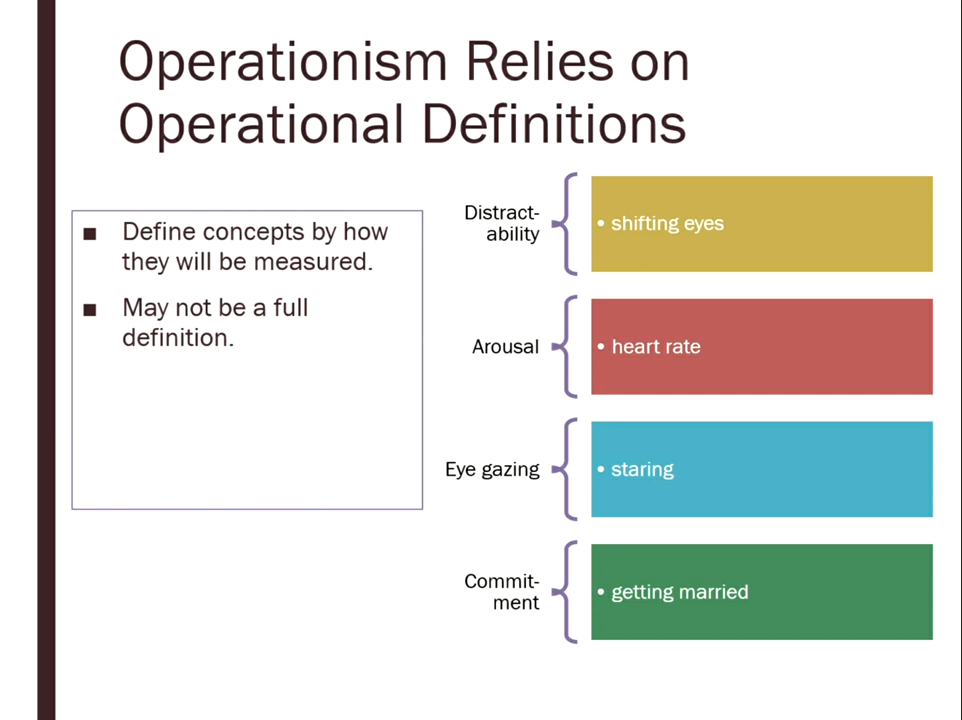 Operationism Relies on
Operational Definitions
■ Define concepts by how
they will be measured.
■ May not be a full
definition.
Distract-
ability
• shifting eyes
Arousal
• heart rate
Eye gazing
• staring
Commit-
ment
• getting married